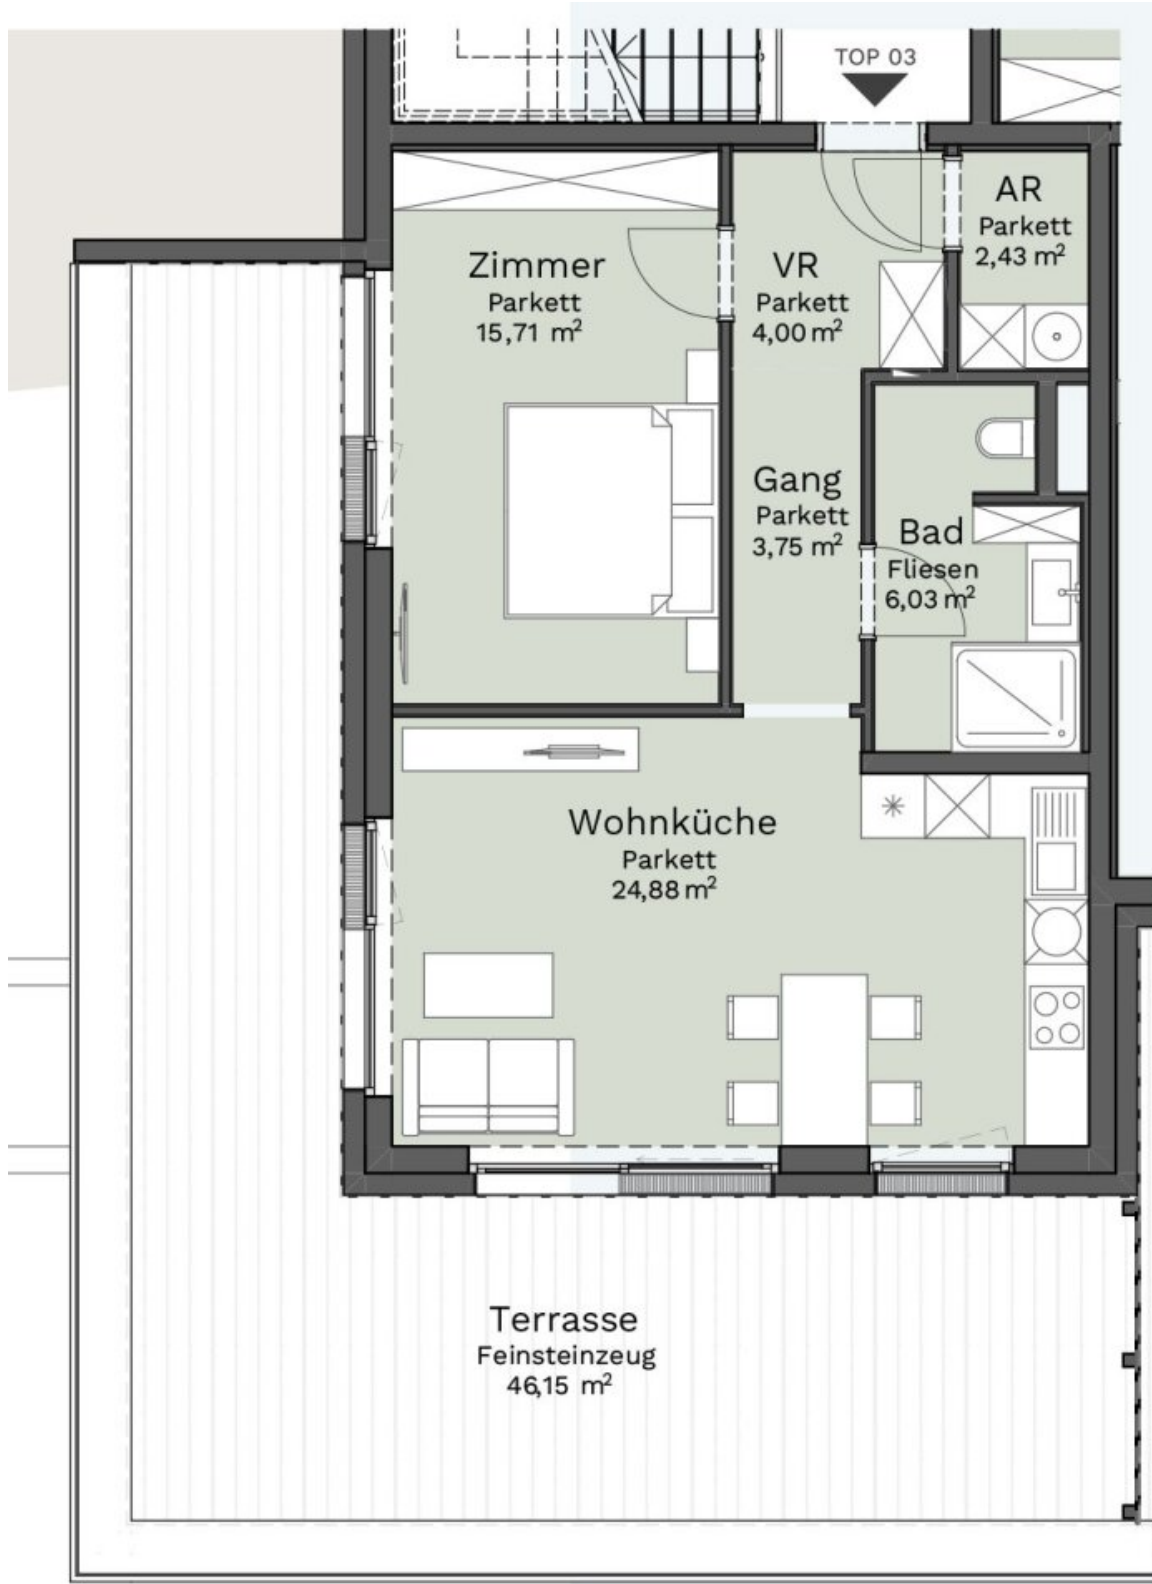 TOP 03
AR
Parkett
2,43 m²
Zimmer
Parkett
15,71 m²
VR
Parkett
4,00 m²
Gang
Parkett
3,75 m²
Bad
Fliesen
6,03 m²
Wohnküche
Parkett
24,88 m²
Terrasse
Feinsteinzeug
46,15 m²